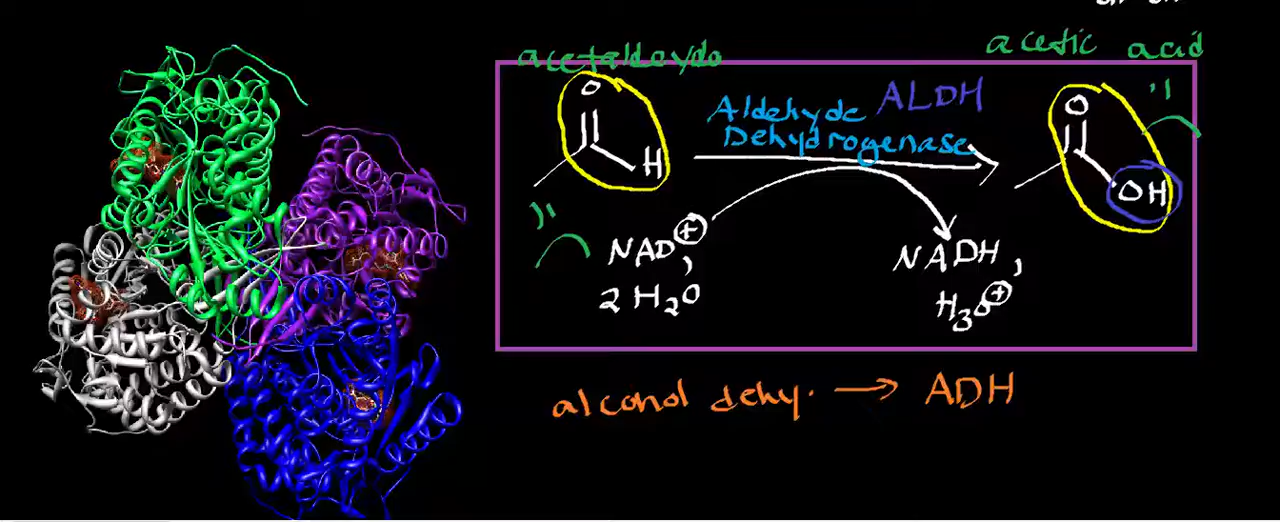 acetaldehyde
acetic acid
O
H
Aldehyde ALDH
Dehydrogenase
O
OH
NAD⊕,
2 H₂O
NADH,
H₃O⊕
alcohol dehy. → ADH